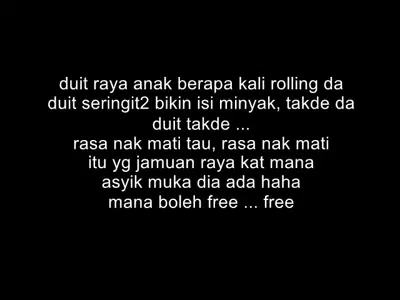 duit raya anak berapa kali rolling da
duit seringit2 bikin isi minyak, takde da
duit takde ...
rasa nak mati tau, rasa nak mati
itu yg jamuan raya kat mana
asyik muka dia ada haha
mana boleh free ... free